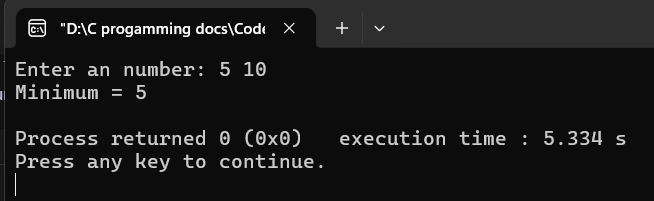 "D:\C progamming docs\Code
Enter an number: 5 10
Minimum = 5
Process returned 0 (0x0)   execution time : 5.334 s
Press any key to continue.